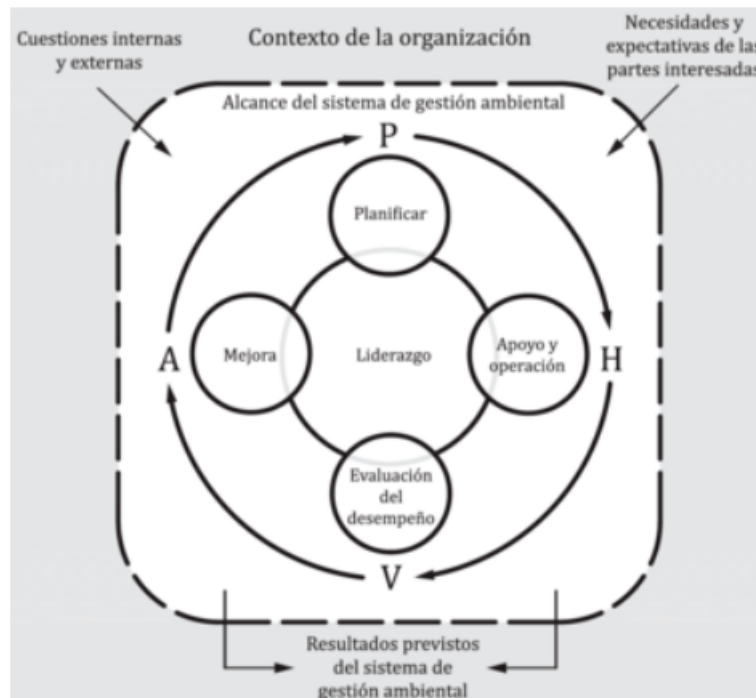 Cuestiones internas
y externas
Contexto de la organización
Necesidades y
expectativas de las
partes interesadas
Alcance del sistema de gestión ambiental
P
Planificar
A
Mejora
Liderazgo
Apoyo y
operación
H
Evaluación
del
desempeño
V
Resultados previstos
del sistema de
gestión ambiental